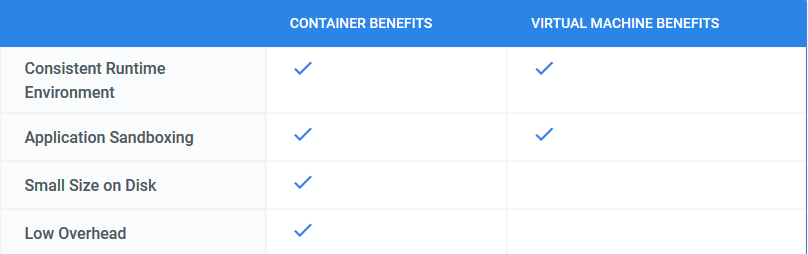 CONTAINER BENEFITS
VIRTUAL MACHINE BENEFITS
Consistent Runtime
Environment
Application Sandboxing
Small Size on Disk
Low Overhead